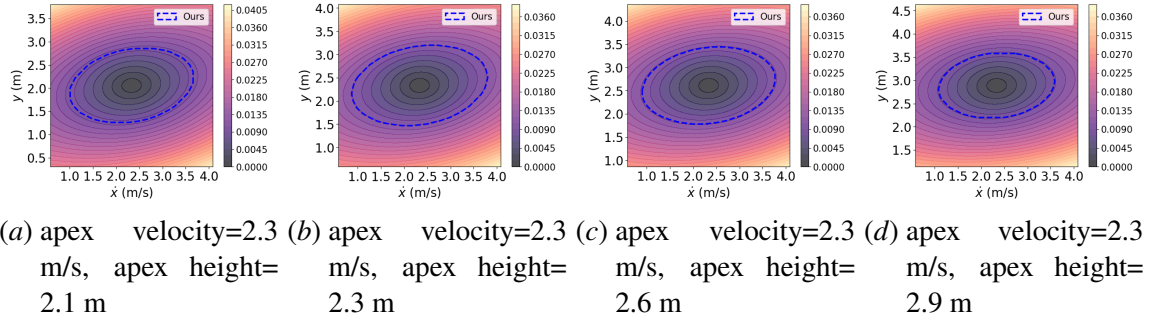 Ours
3.5
3.0
2.5
2.0
1.5
1.0
0.5
y (m)
1.0 1.5 2.0 2.5 3.0 3.5 4.0
ẋ (m/s)
0.0405
0.0360
0.0315
0.0270
0.0225
0.0180
0.0135
0.0090
0.0045
0.0000
Ours
4.0
3.5
3.0
2.5
2.0
1.5
1.0
y (m)
1.0 1.5 2.0 2.5 3.0 3.5 4.0
ẋ (m/s)
0.0360
0.0315
0.0270
0.0225
0.0180
0.0135
0.0090
0.0045
0.0000
Ours
4.0
3.5
3.0
2.5
2.0
1.5
1.0
y (m)
1.0 1.5 2.0 2.5 3.0 3.5 4.0
ẋ (m/s)
0.0360
0.0315
0.0270
0.0225
0.0180
0.0135
0.0090
0.0045
0.0000
Ours
4.5
4.0
3.5
3.0
2.5
2.0
1.5
y (m)
1.0 1.5 2.0 2.5 3.0 3.5 4.0
ẋ (m/s)
0.0360
0.0315
0.0270
0.0225
0.0180
0.0135
0.0090
0.0045
0.0000
(a) apex velocity=2.3
m/s, apex height=
2.1 m
(b) apex velocity=2.3
m/s, apex height=
2.3 m
(c) apex velocity=2.3
m/s, apex height=
2.6 m
(d) apex velocity=2.3
m/s, apex height=
2.9 m